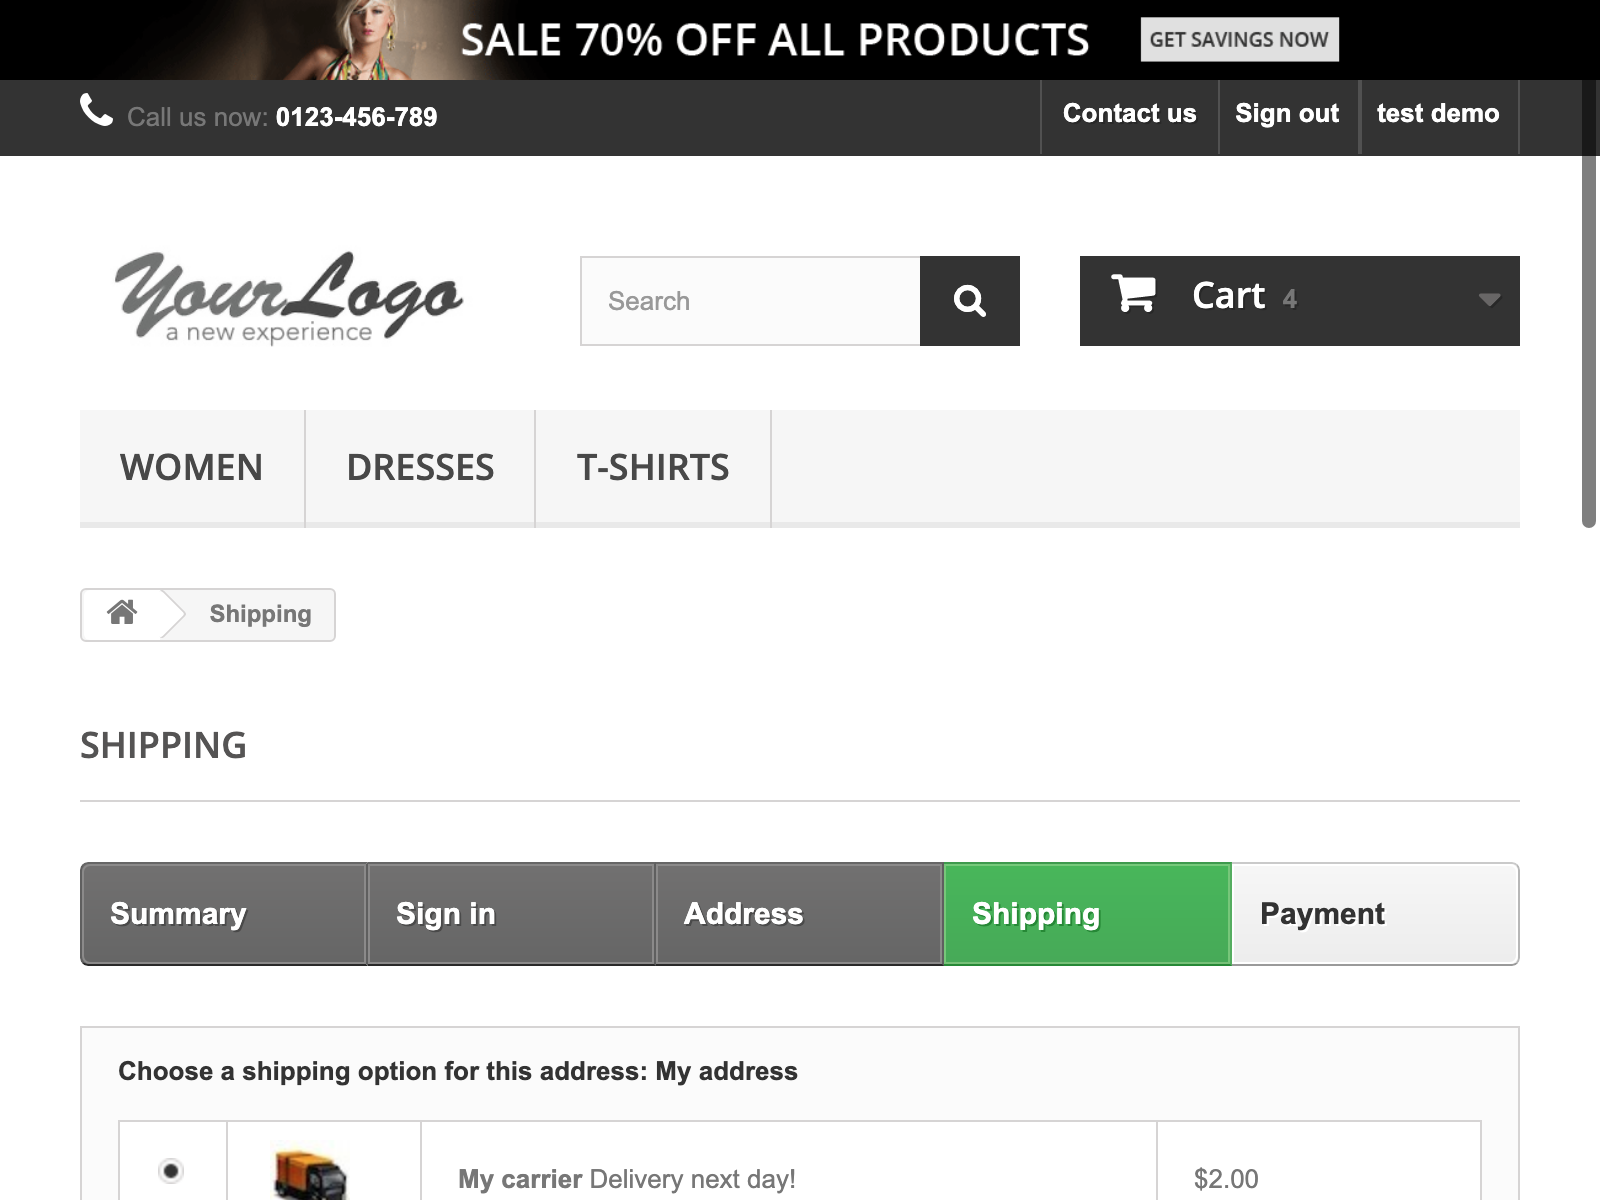 SALE 70% OFF ALL PRODUCTS GET SAVINGS NOW
Call us now: 0123-456-789 Contact us Sign out test demo
YourLogo
a new experience
Search
Cart 4
WOMEN DRESSES T-SHIRTS
Shipping
SHIPPING
Summary Sign in Address Shipping Payment
Choose a shipping option for this address: My address
My carrier Delivery next day! $2.00